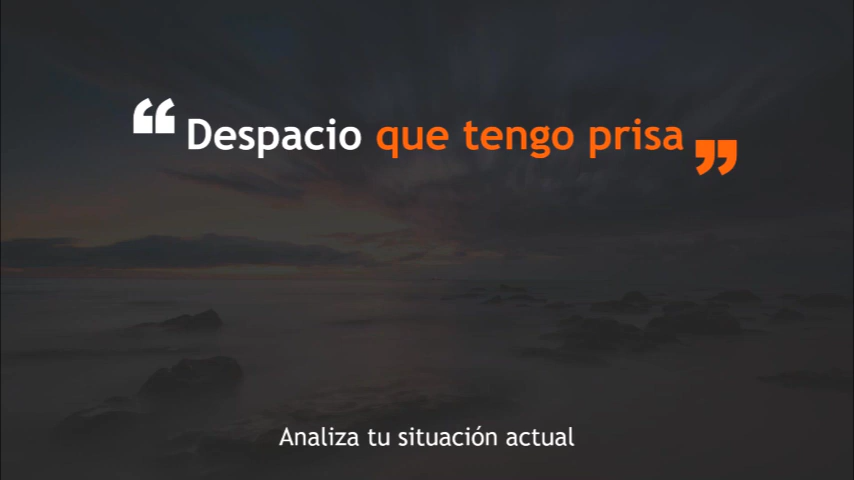 “Despacio que tengo prisa”
Analiza tu situación actual